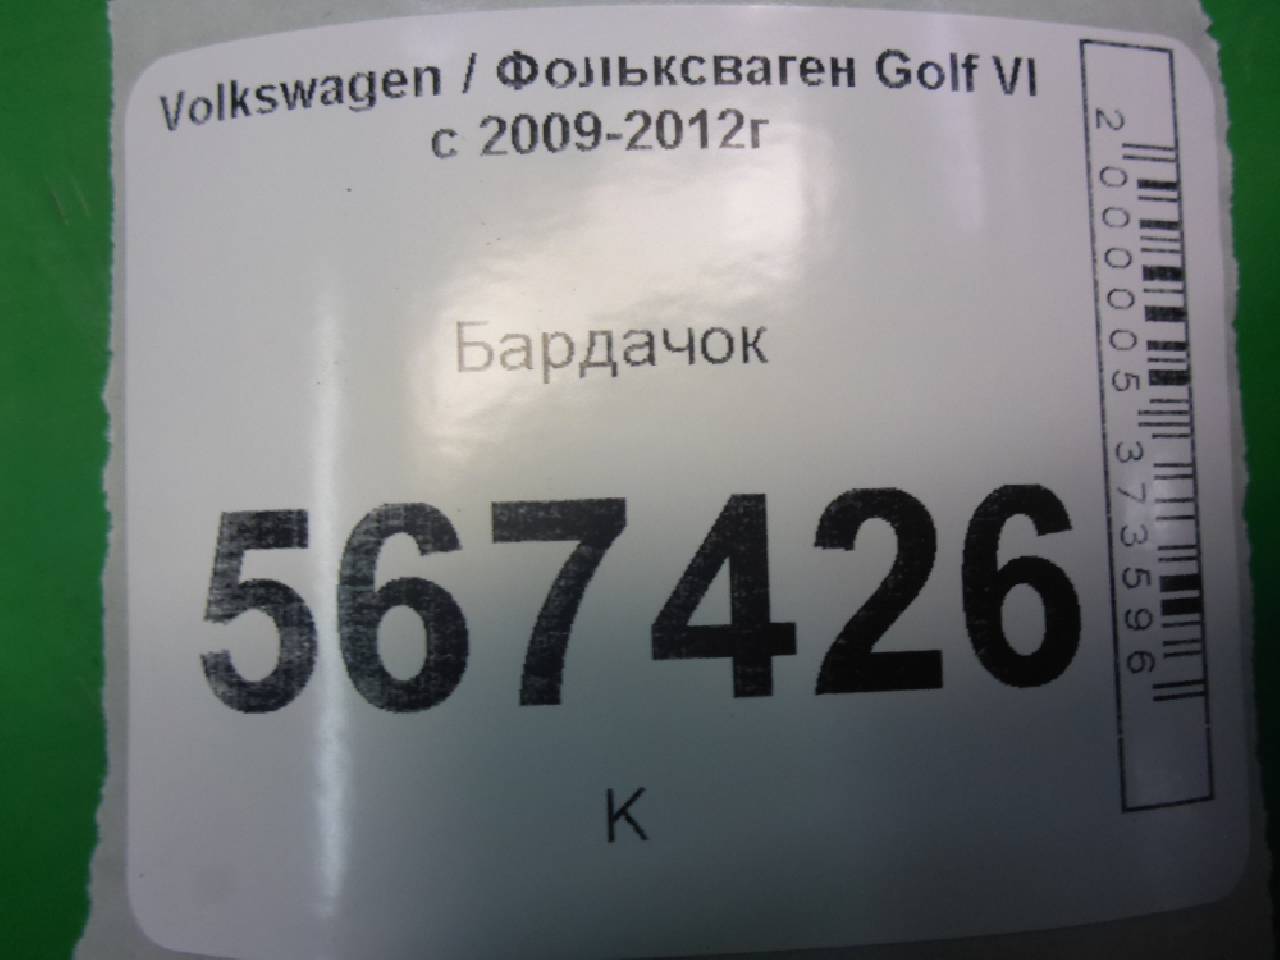 Volkswagen / Фольксваген Golf VI
с 2009-2012г
Бардачок
567426
К
2000005373596